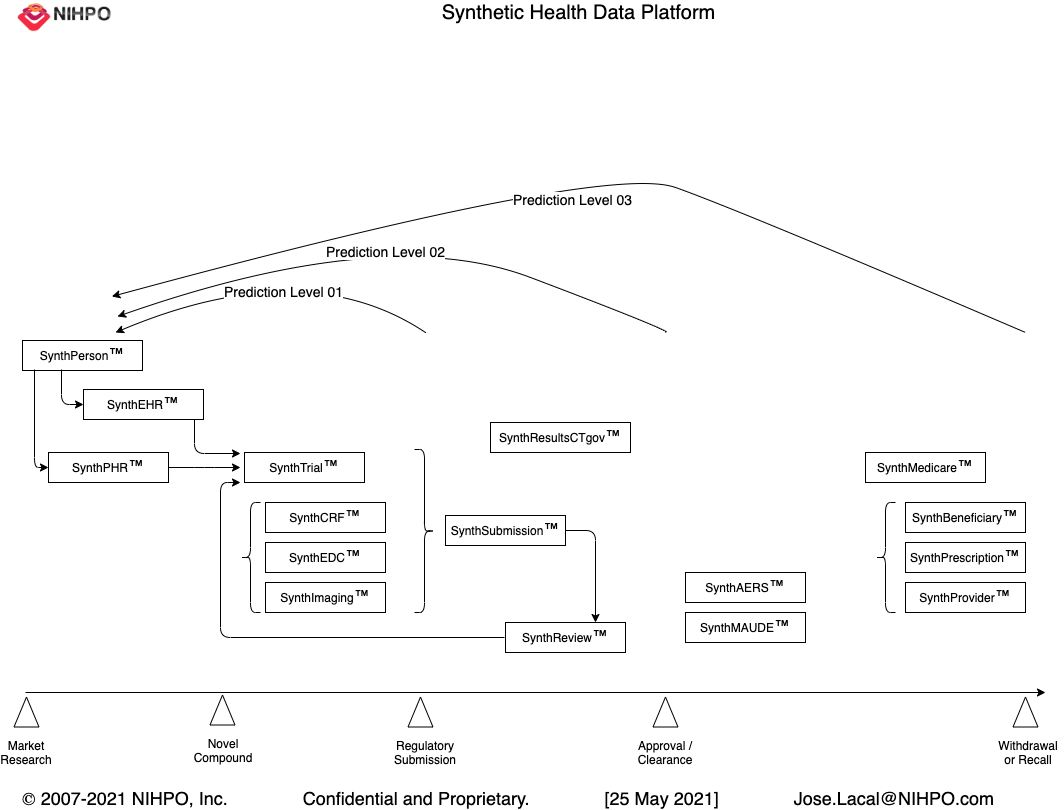 NIHPO
Synthetic Health Data Platform
Prediction Level 03
Prediction Level 02
Prediction Level 01
SynthPerson™
SynthEHR™
SynthResultsCTgov™
SynthPHR™
SynthTrial™
SynthMedicare™
SynthCRF™
SynthSubmission™
SynthBeneficiary™
SynthEDC™
SynthPrescription™
SynthImaging™
SynthAERS™
SynthProvider™
SynthReview™
SynthMAUDE™
Market
Research
Novel
Compound
Regulatory
Submission
Approval /
Clearance
Withdrawal
or Recall
© 2007-2021 NIHPO, Inc.
Confidential and Proprietary.
[25 May 2021]
Jose.Lacal@NIHPO.com